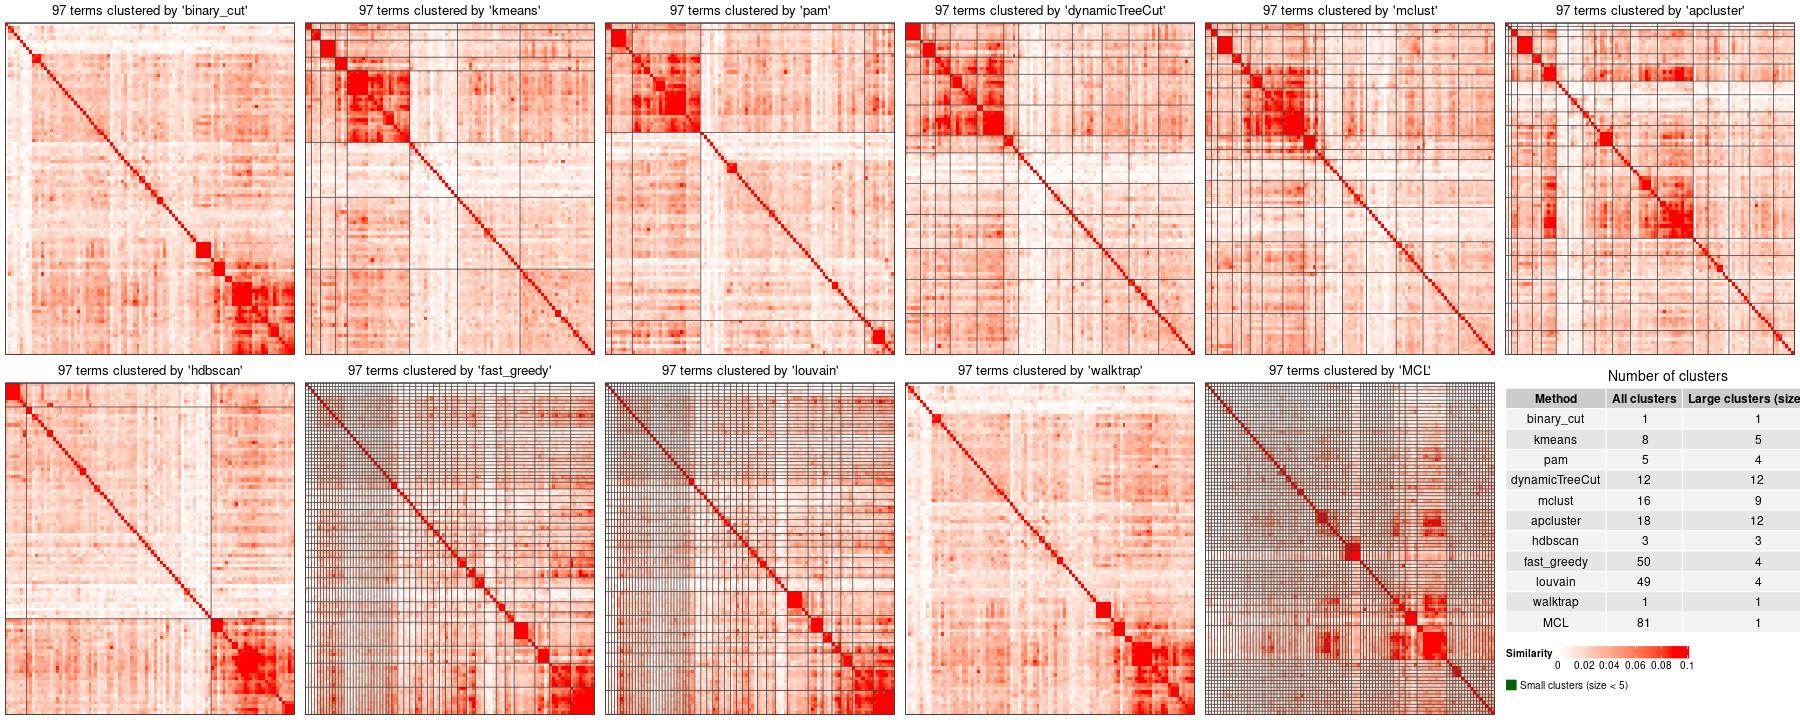 97 terms clustered by 'binary_cut'
97 terms clustered by 'kmeans'
97 terms clustered by 'pam'
97 terms clustered by 'dynamicTreeCut'
97 terms clustered by 'mclust'
97 terms clustered by 'apcluster'
97 terms clustered by 'hdbscan'
97 terms clustered by 'fast_greedy'
97 terms clustered by 'louvain'
97 terms clustered by 'walktrap'
97 terms clustered by 'MCL'
Number of clusters
Method All clusters Large clusters (size
binary_cut 1 1
kmeans 8 5
pam 5 4
dynamicTreeCut 12 12
mclust 16 9
apcluster 18 12
hdbscan 3 3
fast_greedy 50 4
louvain 49 4
walktrap 1 1
MCL 81 1
Similarity
0 0.02 0.04 0.06 0.08 0.1
Small clusters (size < 5)